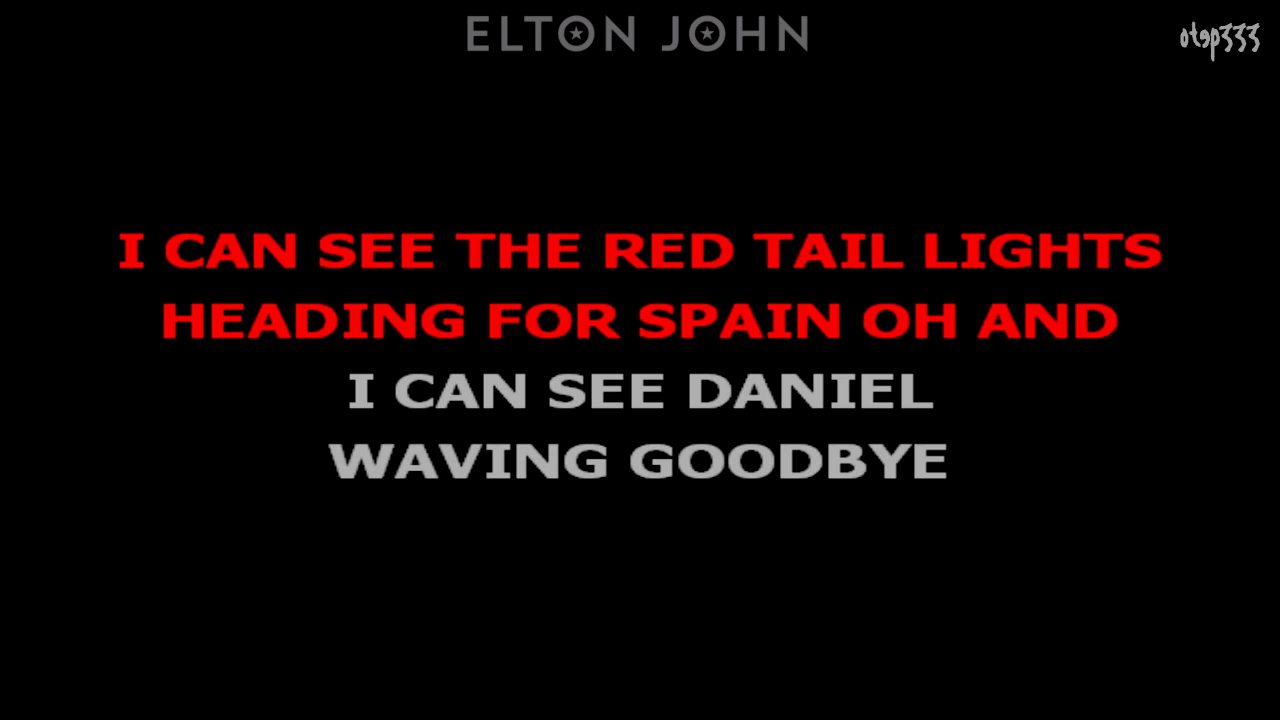 ELTON JOHN
otep333
I CAN SEE THE RED TAIL LIGHTS
HEADING FOR SPAIN OH AND
I CAN SEE DANIEL
WAVING GOODBYE